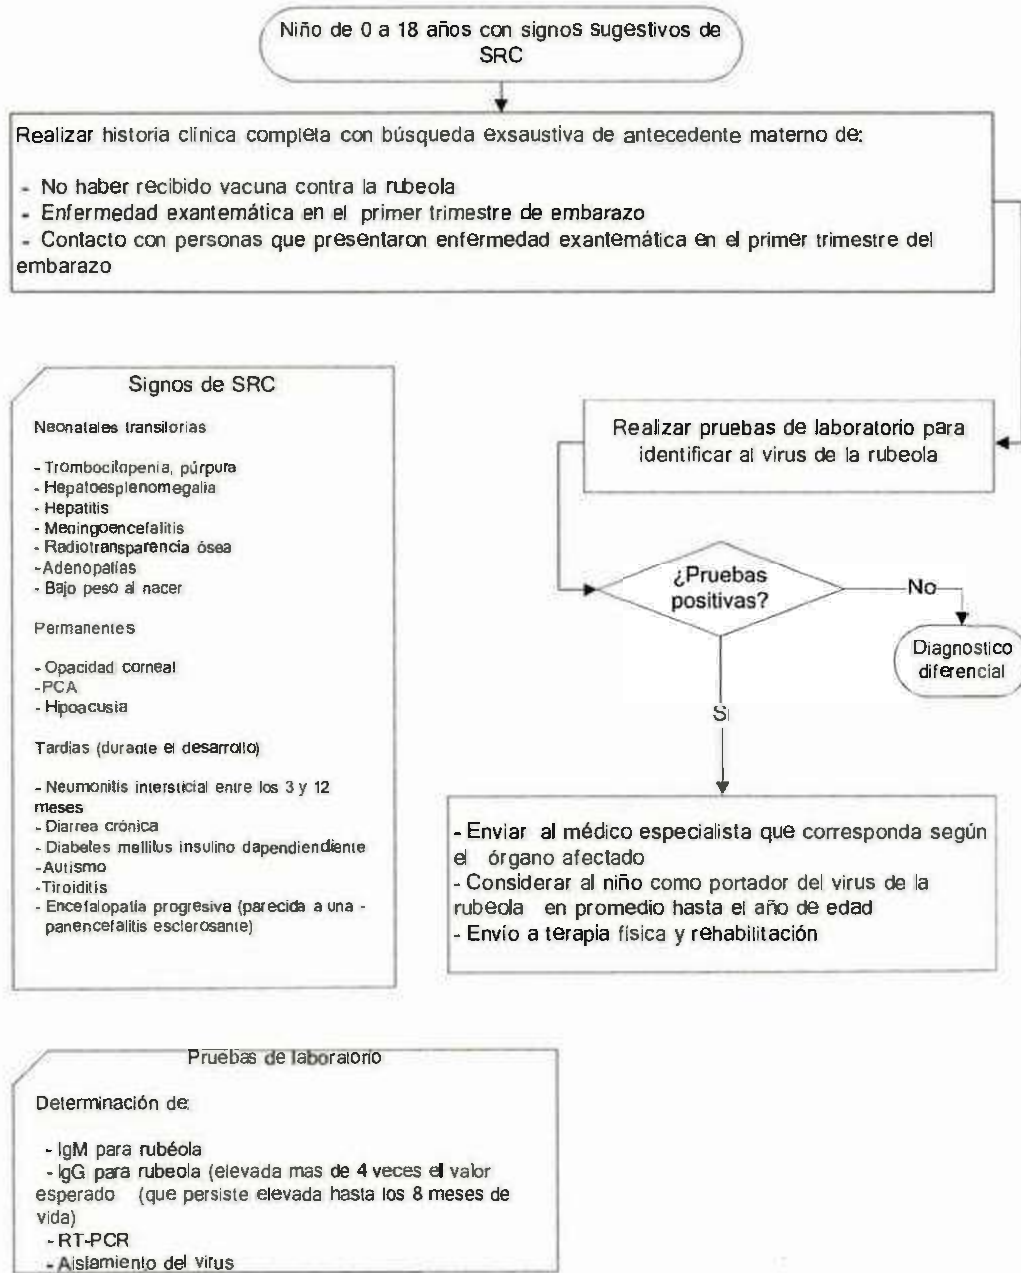 Niño de 0 a 18 años con signos sugestivos de
SRC
Realizar historia clínica completa con búsqueda exsaustiva de antecedente materno de:
- No haber recibido vacuna contra la rubeola
- Enfermedad exantemática en el primer trimestre de embarazo
- Contacto con personas que presentaron enfermedad exantemática en el primer trimestre del
embarazo
Signos de SRC
Neonatales transitorias
- Trombocitopenia, púrpura
- Hepatoesplenomegalia
- Hepatitis
- Meningoencefalitis
- Radiotransparencia ósea
-Adenopatías
- Bajo peso al nacer
Permanentes
- Opacidad corneal
-PCA
- Hipoacusia
Tardias (durante el desarrollo)
- Neumonitis intersticial entre los 3 y 12
meses
- Diarrea crónica
- Diabetes mellitus insulino dapendiendiente
-Autismo
-Tiroiditis
- Encefalopatía progresiva (parecida a una -
panencefalitis esclerosante)
Realizar pruebas de laboratorio para
identificar al virus de la rubeola
¿Pruebas
positivas?
No
Diagnostico
diferencial
Si
- Enviar al médico especialista que corresponda según
el órgano afectado
- Considerar al niño como portador del virus de la
rubeola en promedio hasta el año de edad
- Envío a terapia física y rehabilitación
Pruebas de laboratorio
Determinación de:
- IgM para rubéola
- IgG para rubeola (elevada mas de 4 veces el valor
esperado (que persiste elevada hasta los 8 meses de
vida)
- RT-PCR
- Aislamiento del virus